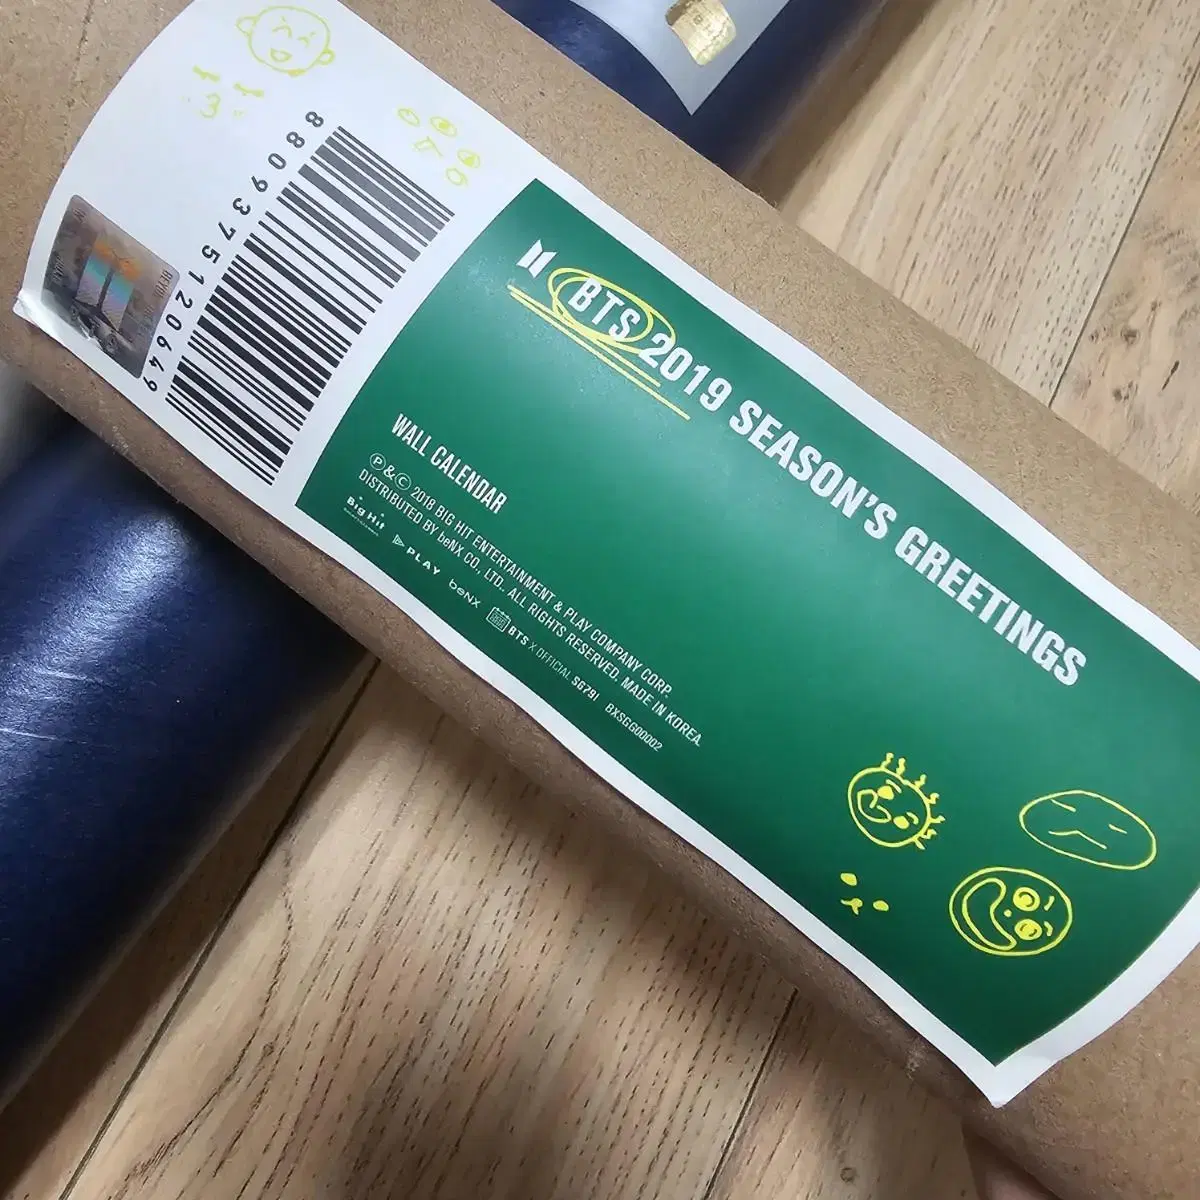 BTS 2019 SEASON'S GREETINGS
WALL CALENDAR
Ⓟ&Ⓒ 2018 BIG HIT ENTERTAINMENT & PLAY COMPANY CORP.
DISTRIBUTED BY beNX CO., LTD. ALL RIGHTS RESERVED. MADE IN KOREA.
Big Hit PLAY beNX BTS X OFFICIAL SG791 BXSGG00002
8809375120649